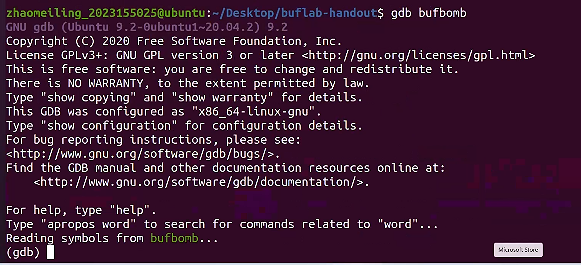 zhaomeiling_2023155025@ubuntu:~/Desktop/buflab-handout$ gdb bufbomb
GNU gdb (Ubuntu 9.2-0ubuntu1~20.04.2) 9.2
Copyright (C) 2020 Free Software Foundation, Inc.
License GPLv3+: GNU GPL version 3 or later <http://gnu.org/licenses/gpl.html>
This is free software: you are free to change and redistribute it.
There is NO WARRANTY, to the extent permitted by law.
Type "show copying" and "show warranty" for details.
This GDB was configured as "x86_64-linux-gnu".
Type "show configuration" for configuration details.
For bug reporting instructions, please see:
<http://www.gnu.org/software/gdb/bugs/>.
Find the GDB manual and other documentation resources online at:
    <http://www.gnu.org/software/gdb/documentation/>.

For help, type "help".
Type "apropos word" to search for commands related to "word"...
Reading symbols from bufbomb...
(gdb)
Microsoft Store